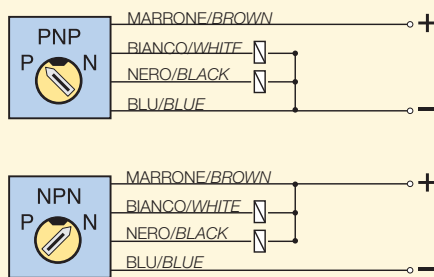 MARRONE/BROWN +
PNP
BIANCO/WHITE
P N
NERO/BLACK
BLU/BLUE −
MARRONE/BROWN +
NPN
BIANCO/WHITE
P N
NERO/BLACK
BLU/BLUE −